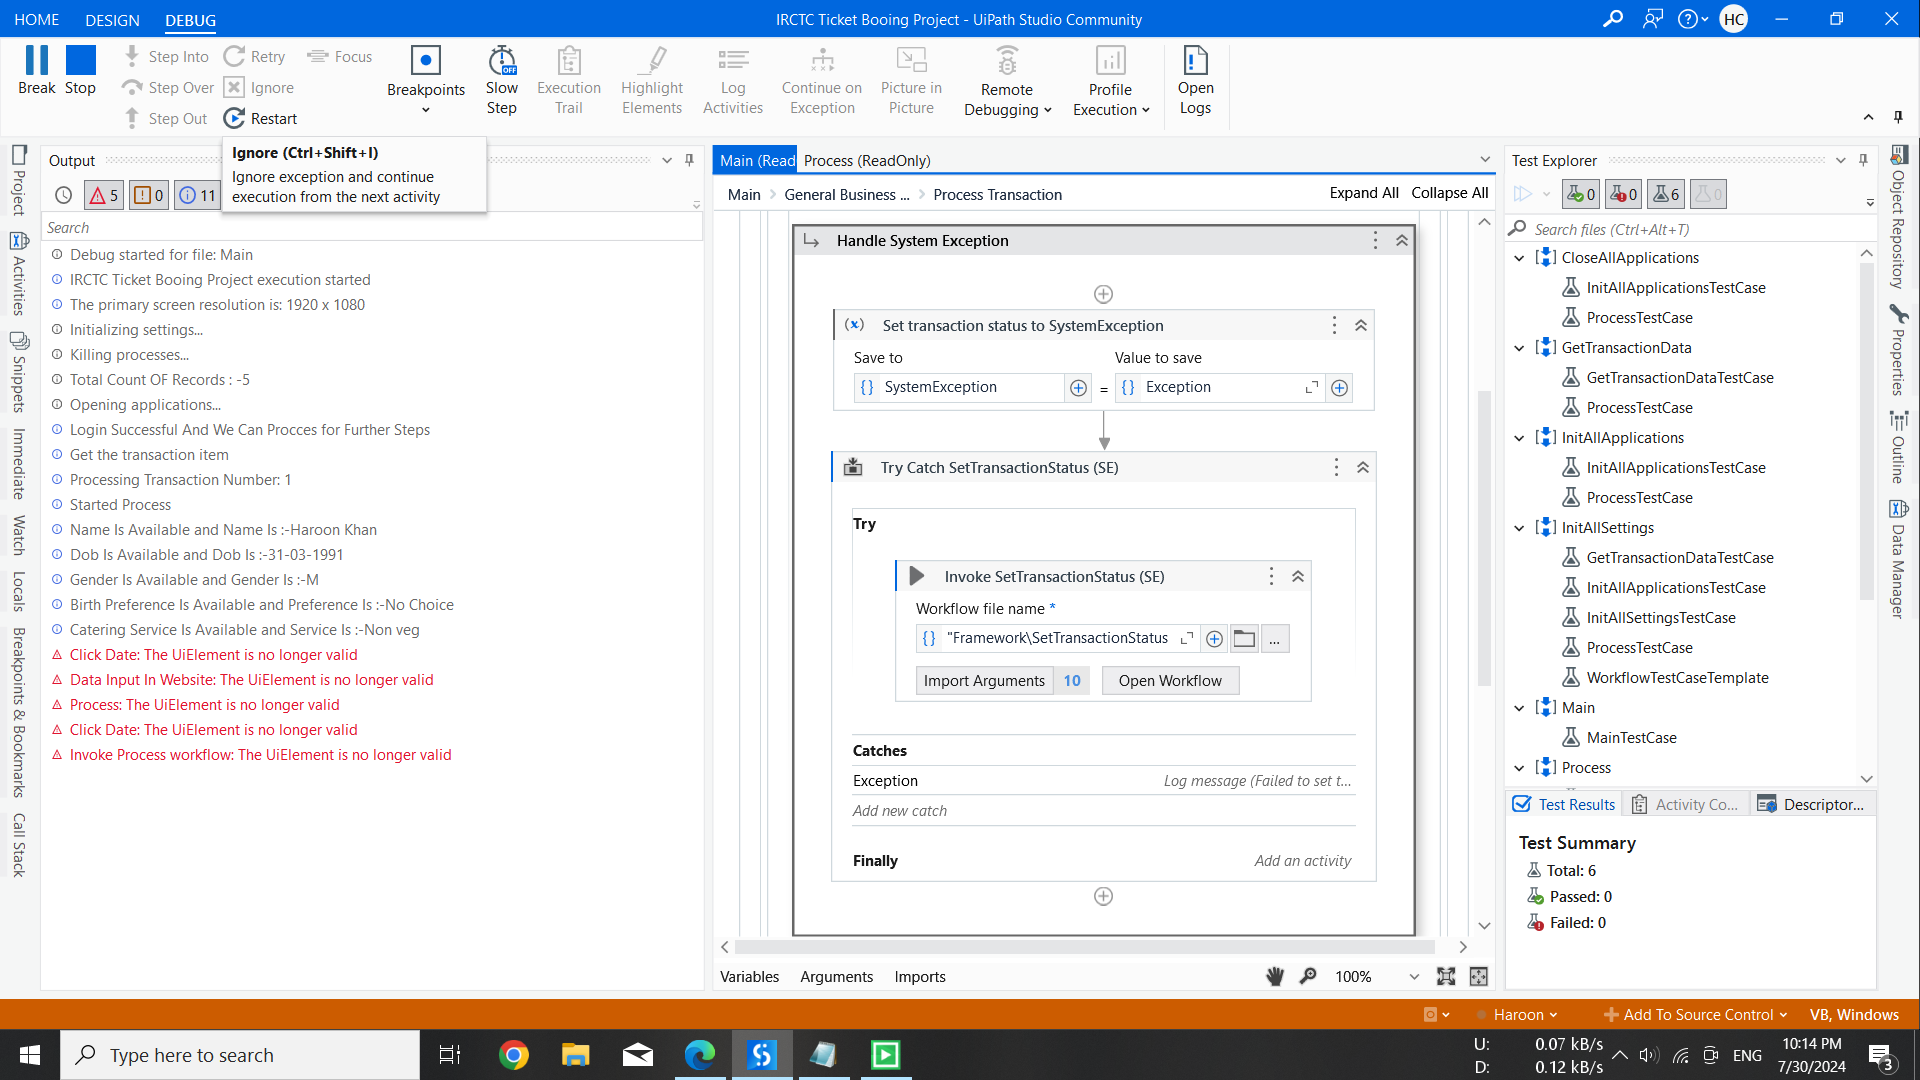 HOME DESIGN DEBUG
IRCTC Ticket Booing Project - UiPath Studio Community
HC
Break
Stop
Step Into
Step Over
Step Out
Retry
Ignore
Restart
Focus
Breakpoints
Slow Step
OFF
Execution Trail
Highlight Elements
Log Activities
Continue on Exception
Picture in Picture
Remote Debugging
Profile Execution
Open Logs
Ignore (Ctrl+Shift+I)
Ignore exception and continue
execution from the next activity
Project
Activities
Snippets
Immediate
Watch
Locals
Breakpoints & Bookmarks
Call Stack
Output
5 0 11
Search
Debug started for file: Main
IRCTC Ticket Booing Project execution started
The primary screen resolution is: 1920 x 1080
Initializing settings...
Killing processes...
Total Count OF Records : -5
Opening applications...
Login Successful And We Can Procces for Further Steps
Get the transaction item
Processing Transaction Number: 1
Started Process
Name Is Available and Name Is :-Haroon Khan
Dob Is Available and Dob Is :-31-03-1991
Gender Is Available and Gender Is :-M
Birth Preference Is Available and Preference Is :-No Choice
Catering Service Is Available and Service Is :-Non veg
Click Date: The UiElement is no longer valid
Data Input In Website: The UiElement is no longer valid
Process: The UiElement is no longer valid
Click Date: The UiElement is no longer valid
Invoke Process workflow: The UiElement is no longer valid
Main (Read
Process (ReadOnly)
Main > General Business ... > Process Transaction
Expand All Collapse All
Handle System Exception
(x) Set transaction status to SystemException
Save to
Value to save
{} SystemException = {} Exception
Try Catch SetTransactionStatus (SE)
Try
Invoke SetTransactionStatus (SE)
Workflow file name *
{} "Framework\SetTransactionStatus
...
Import Arguments 10
Open Workflow
Catches
Exception
Log message (Failed to set t...
Add new catch
Finally
Add an activity
Variables Arguments Imports
100%
Test Explorer
0 0 6 0
Search files (Ctrl+Alt+T)
CloseAllApplications
InitAllApplicationsTestCase
ProcessTestCase
GetTransactionData
GetTransactionDataTestCase
ProcessTestCase
InitAllApplications
InitAllApplicationsTestCase
ProcessTestCase
InitAllSettings
GetTransactionDataTestCase
InitAllApplicationsTestCase
InitAllSettingsTestCase
ProcessTestCase
WorkflowTestCaseTemplate
Main
MainTestCase
Process
Test Results
Activity Co...
Descriptor...
Test Summary
Total: 6
Passed: 0
Failed: 0
Object Repository
Properties
Outline
Data Manager
Haroon
Add To Source Control
VB, Windows
Type here to search
U: 0.07 kB/s
D: 0.12 kB/s
ENG
10:14 PM
7/30/2024
3